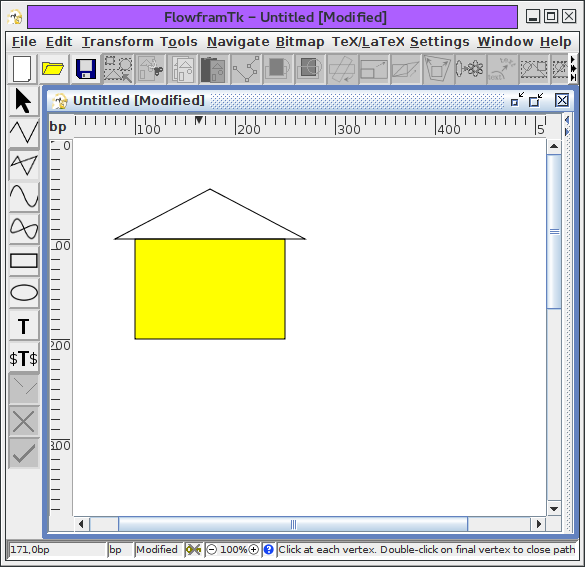 FlowframTk – Untitled [Modified]
File Edit Transform Tools Navigate Bitmap TeX/LaTeX Settings Window Help
Untitled [Modified]
bp 100 200 300 400 5
0
00
T
200
$T$
300
171,0bp bp Modified 100% Click at each vertex. Double-click on final vertex to close path